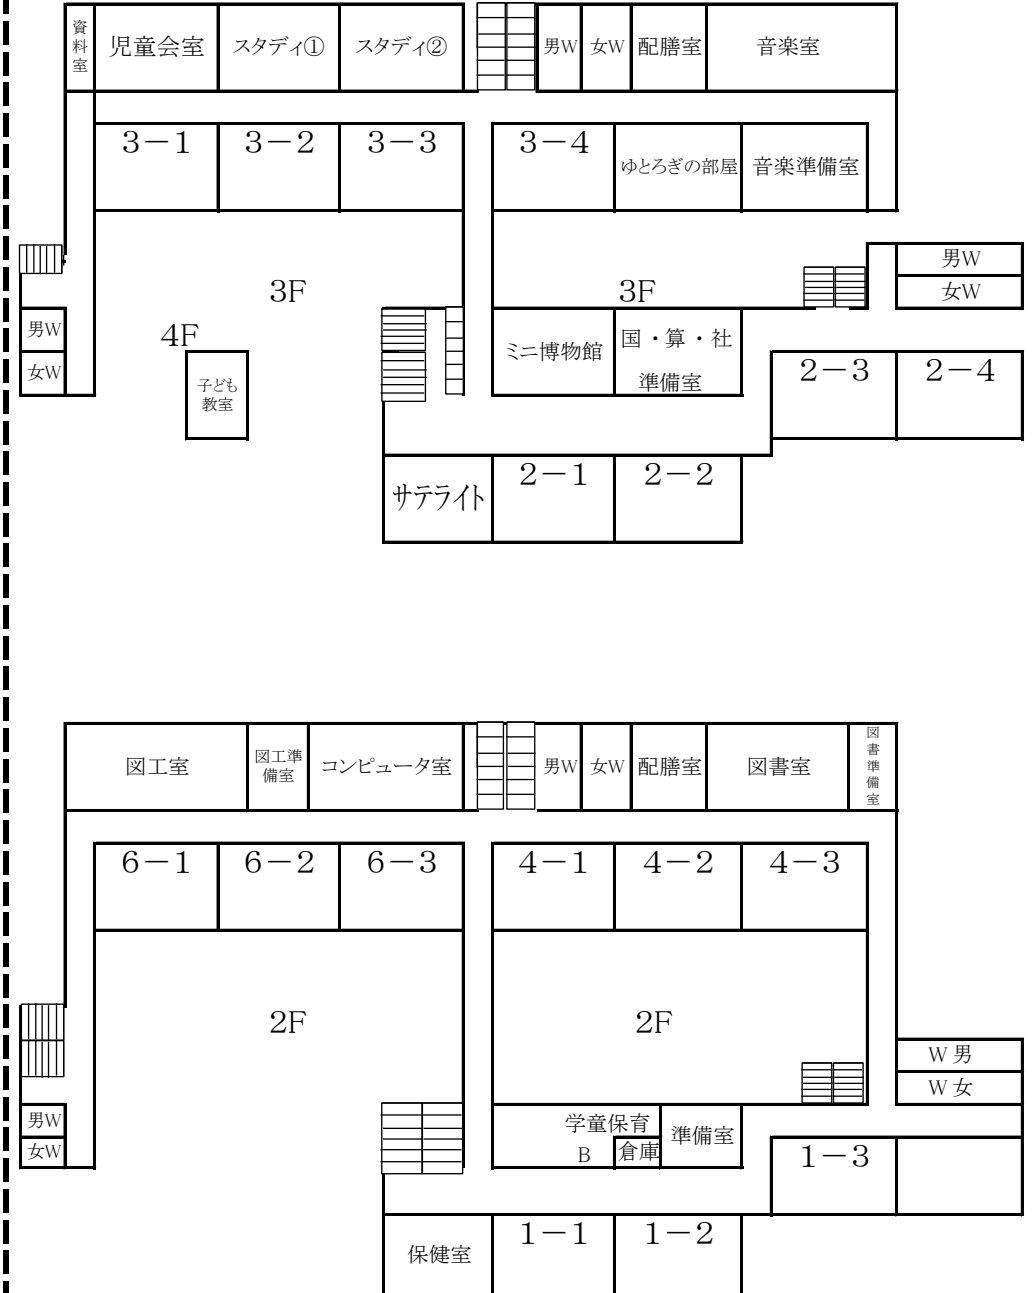 資料室
児童会室
スタディ①
スタディ②
男W
女W
配膳室
音楽室
3－1
3－2
3－3
3－4
ゆとろぎの部屋
音楽準備室
3F
3F
男W
女W
男W
女W
4F
子ども
教室
ミニ博物館
国・算・社
準備室
2－3
2－4
サテライト
2－1
2－2
図工室
図工準
備室
コンピュータ室
男W
女W
配膳室
図書室
図書準備室
6－1
6－2
6－3
4－1
4－2
4－3
2F
2F
W 男
W 女
男W
女W
学童保育
B
倉庫
準備室
1－3
保健室
1－1
1－2